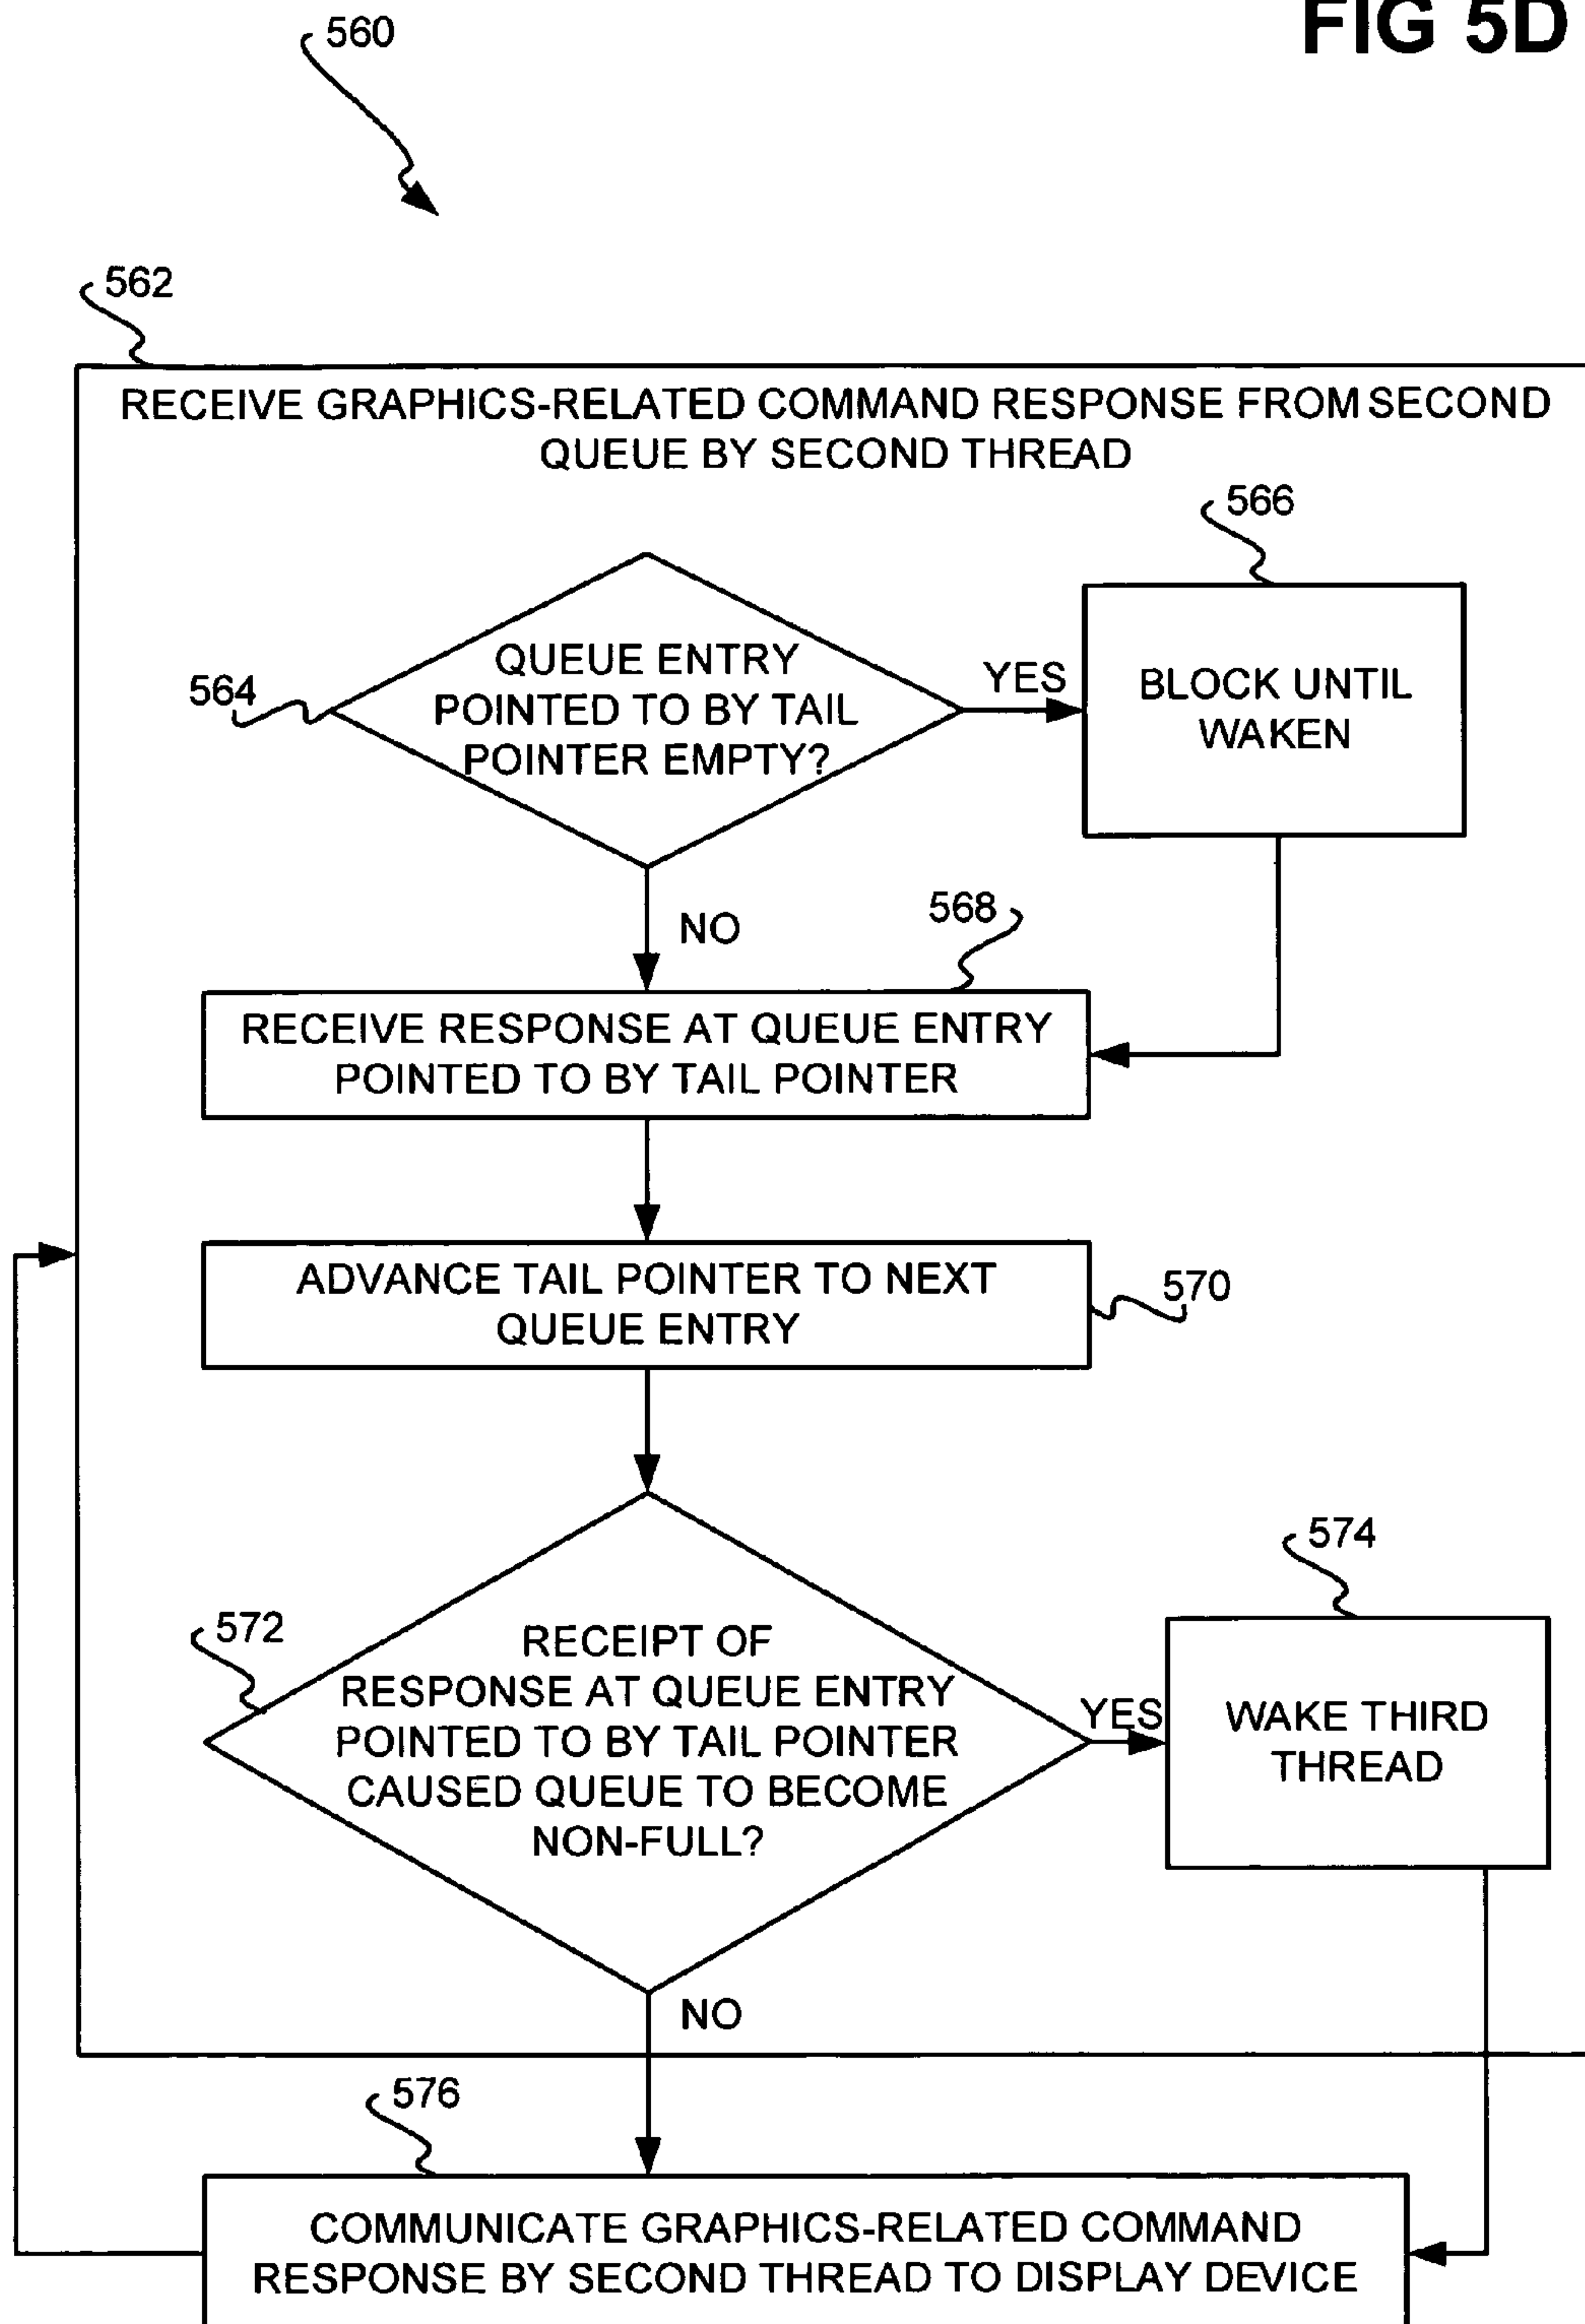 FIG 5D
560
562
RECEIVE GRAPHICS-RELATED COMMAND RESPONSE FROM SECOND
QUEUE BY SECOND THREAD
566
564
QUEUE ENTRY
POINTED TO BY TAIL
POINTER EMPTY?
YES
BLOCK UNTIL
WAKEN
NO
568
RECEIVE RESPONSE AT QUEUE ENTRY
POINTED TO BY TAIL POINTER
ADVANCE TAIL POINTER TO NEXT
QUEUE ENTRY
570
574
572
RECEIPT OF
RESPONSE AT QUEUE ENTRY
POINTED TO BY TAIL POINTER
CAUSED QUEUE TO BECOME
NON-FULL?
YES
WAKE THIRD
THREAD
NO
576
COMMUNICATE GRAPHICS-RELATED COMMAND
RESPONSE BY SECOND THREAD TO DISPLAY DEVICE